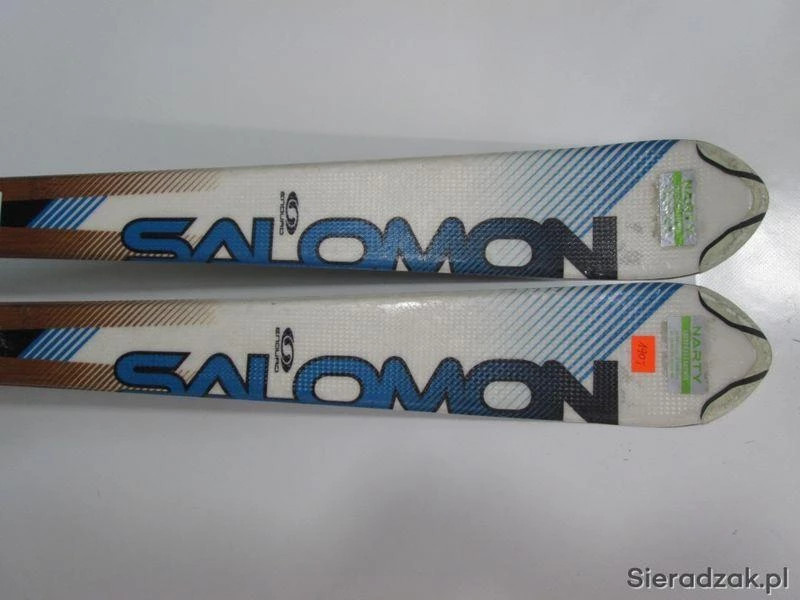 SALOMON
ENDURO
NARTY
SALOMON
ENDURO
NARTY
Sieradzak.pl